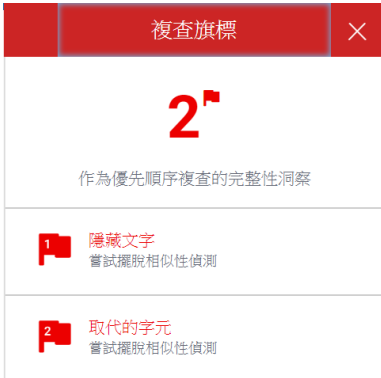 複查旗標
2
作為優先順序複查的完整性洞察
1
隱藏文字
嘗試擺脫相似性偵測
2
取代的字元
嘗試擺脫相似性偵測